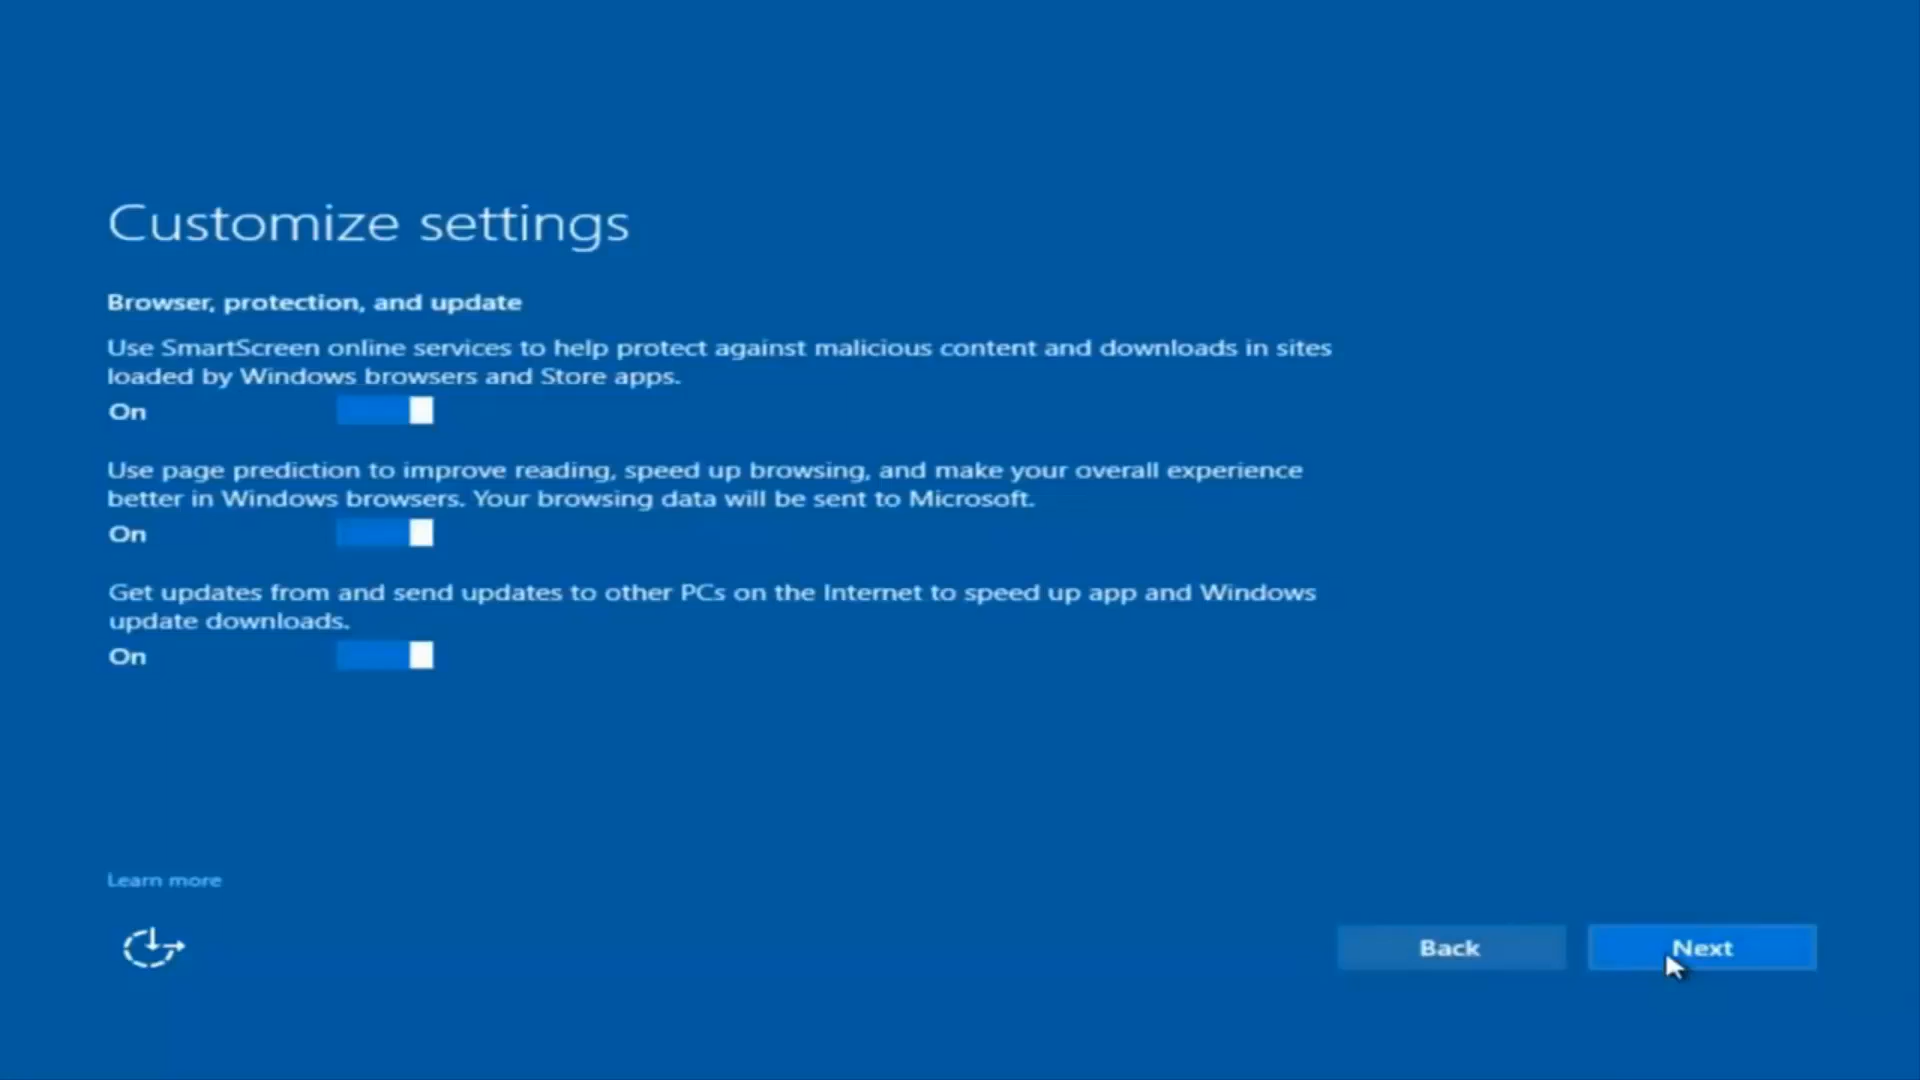 Customize settings
Browser, protection, and update
Use SmartScreen online services to help protect against malicious content and downloads in sites
loaded by Windows browsers and Store apps.
On
Use page prediction to improve reading, speed up browsing, and make your overall experience
better in Windows browsers. Your browsing data will be sent to Microsoft.
On
Get updates from and send updates to other PCs on the Internet to speed up app and Windows
update downloads.
On
Learn more
Back
Next